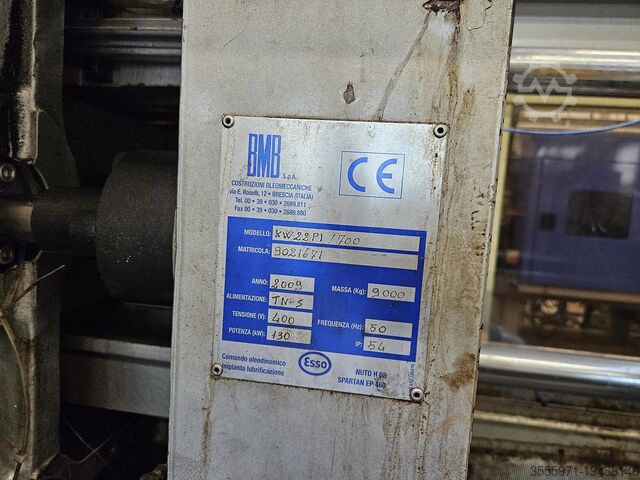 BMB S.p.A.
COSTRUZIONI OLEOMECCANICHE
via E. Roselli, 12 • BRESCIA (ITALIA)
Tel. 00 • 39 • 030 • 2689.811
Fax 00 • 39 • 030 • 2689.880
CE
MODELLO: KW22PI/700
MATRICOLA: 9021671
ANNO: 2009
MASSA (Kg): 9000
ALIMENTAZIONE: TN-S
TENSIONE (V): 400
FREQUENZA (Hz): 50
POTENZA (kW): 130
IP: 54
Comando oleodinamico
Impianto lubrificazione
Esso
NUTO H 68
SPARTAN EP 460